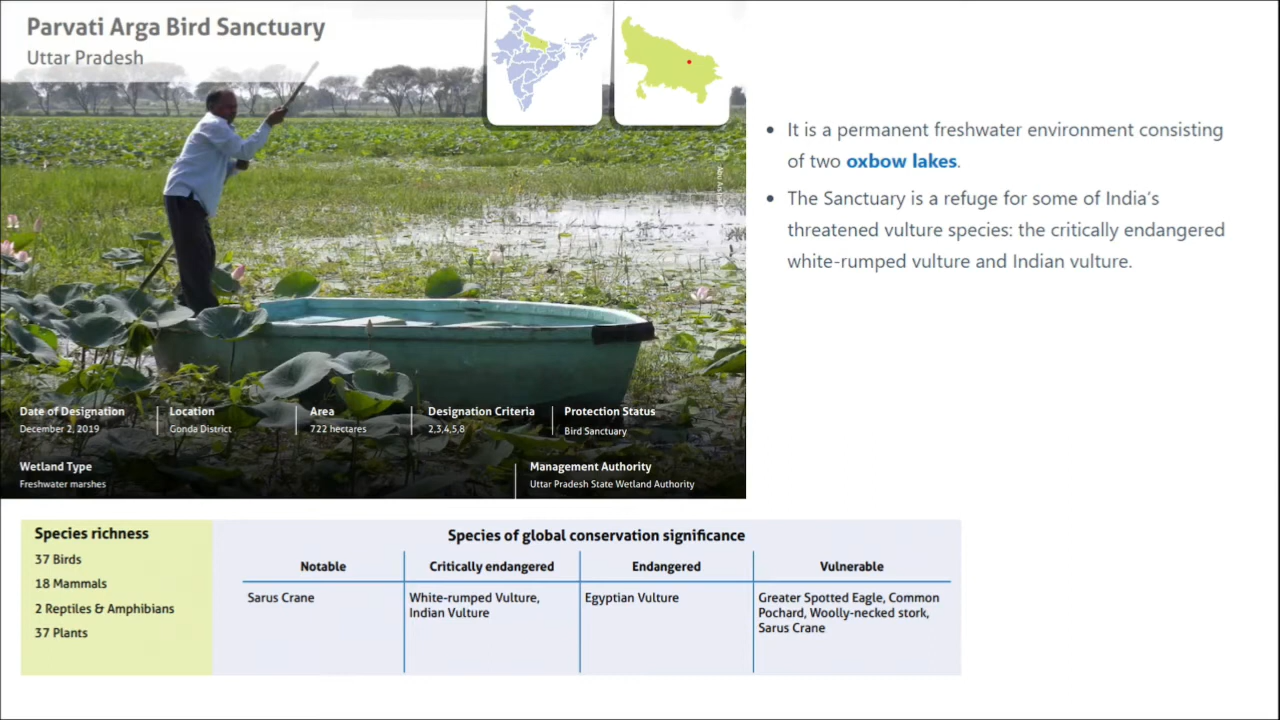 Parvati Arga Bird Sanctuary
Uttar Pradesh
It is a permanent freshwater environment consisting
of two oxbow lakes.
The Sanctuary is a refuge for some of India's
threatened vulture species: the critically endangered
white-rumped vulture and Indian vulture.
Date of Designation
December 2, 2019
Location
Gonda District
Area
722 hectares
Designation Criteria
2,3,4,5,8
Protection Status
Bird Sanctuary
Wetland Type
Freshwater marshes
Management Authority
Uttar Pradesh State Wetland Authority
Species richness
37 Birds
18 Mammals
2 Reptiles & Amphibians
37 Plants
Species of global conservation significance
Notable
Critically endangered
Endangered
Vulnerable
Sarus Crane
White-rumped Vulture,
Indian Vulture
Egyptian Vulture
Greater Spotted Eagle, Common
Pochard, Woolly-necked stork,
Sarus Crane